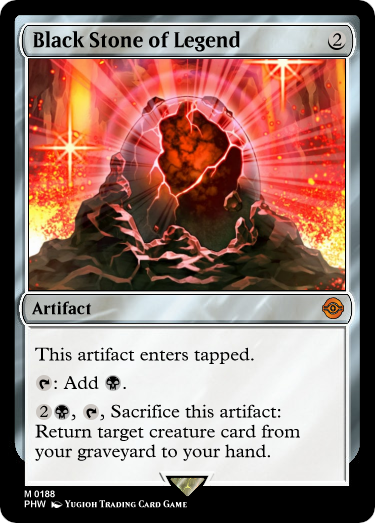 Black Stone of Legend 2
Artifact
This artifact enters tapped.
: Add .
2, , Sacrifice this artifact:
Return target creature card from
your graveyard to your hand.
M 0188
PHW Yugioh Trading Card Game